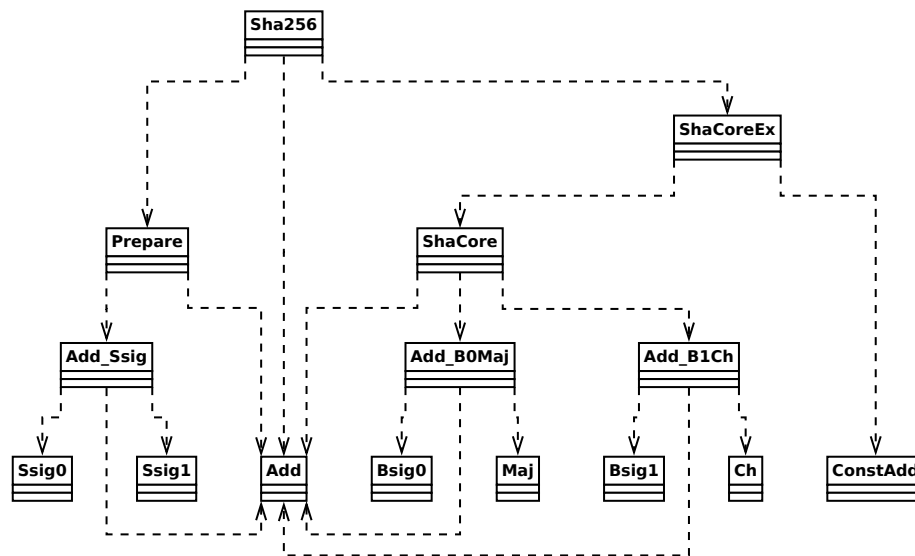 Sha256
ShaCoreEx
Prepare
ShaCore
Add_Ssig
Add_B0Maj
Add_B1Ch
Ssig0
Ssig1
Add
Bsig0
Maj
Bsig1
Ch
ConstAdd